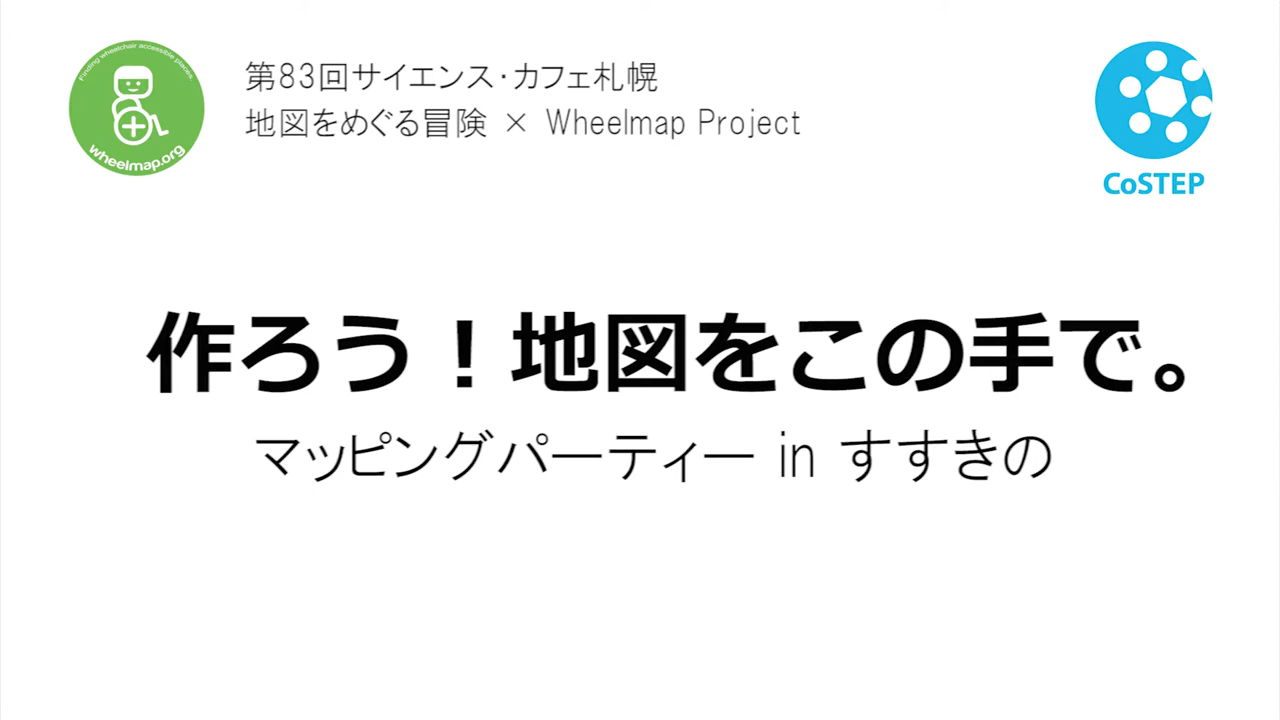 Finding wheelchair accessible places.
wheelmap.org
第83回サイエンス・カフェ札幌
地図をめぐる冒険 × Wheelmap Project
CoSTEP
作ろう！地図をこの手で。
マッピングパーティー in すすきの